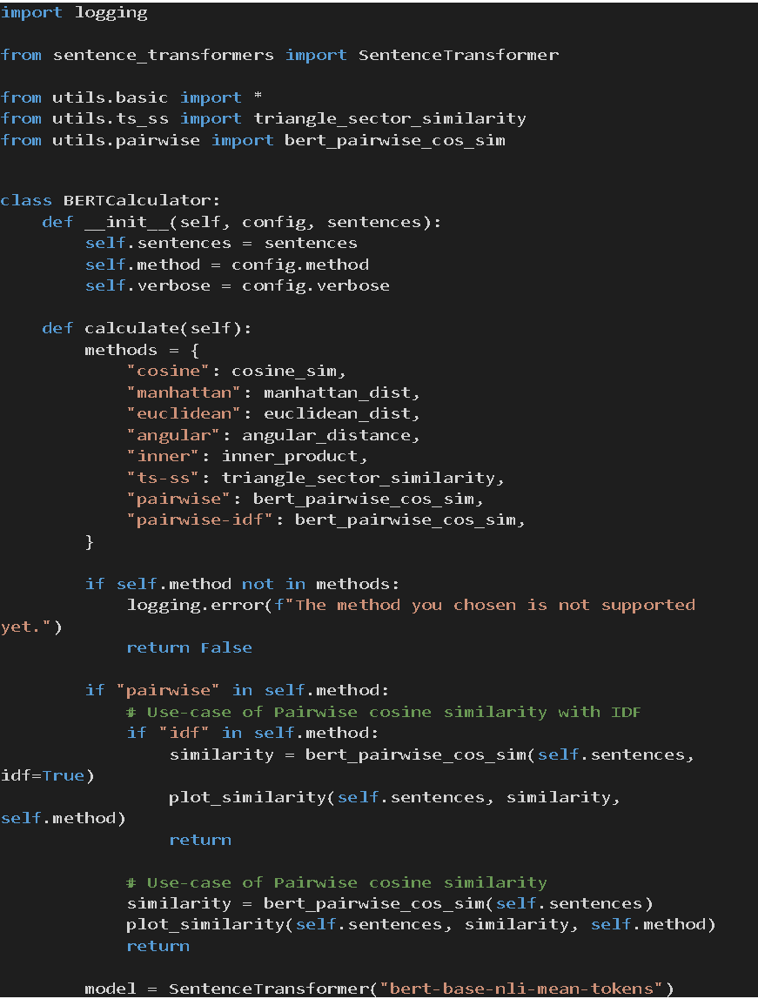 import logging

from sentence_transformers import SentenceTransformer

from utils.basic import *
from utils.ts_ss import triangle_sector_similarity
from utils.pairwise import bert_pairwise_cos_sim


class BERTCalculator:
    def __init__(self, config, sentences):
        self.sentences = sentences
        self.method = config.method
        self.verbose = config.verbose

    def calculate(self):
        methods = {
            "cosine": cosine_sim,
            "manhattan": manhattan_dist,
            "euclidean": euclidean_dist,
            "angular": angular_distance,
            "inner": inner_product,
            "ts-ss": triangle_sector_similarity,
            "pairwise": bert_pairwise_cos_sim,
            "pairwise-idf": bert_pairwise_cos_sim,
        }

        if self.method not in methods:
            logging.error(f"The method you chosen is not supported
yet.")
            return False

        if "pairwise" in self.method:
            # Use-case of Pairwise cosine similarity with IDF
            if "idf" in self.method:
                similarity = bert_pairwise_cos_sim(self.sentences,
idf=True)
                plot_similarity(self.sentences, similarity,
self.method)
                return

            # Use-case of Pairwise cosine similarity
            similarity = bert_pairwise_cos_sim(self.sentences)
            plot_similarity(self.sentences, similarity, self.method)
            return

        model = SentenceTransformer("bert-base-nli-mean-tokens")